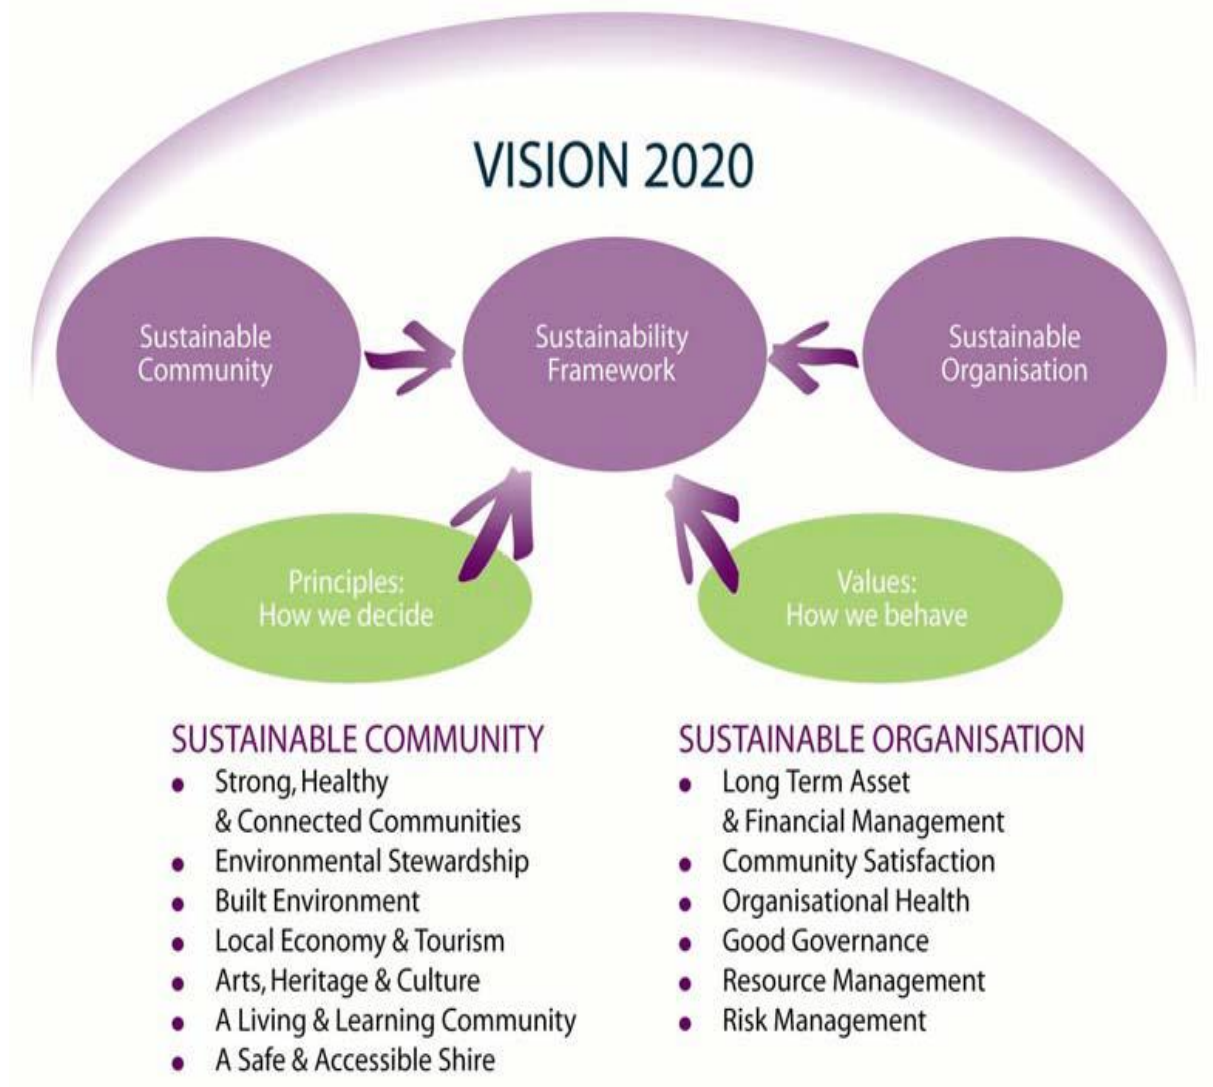 VISION 2020
Sustainable
Community
Sustainability
Framework
Sustainable
Organisation
Principles:
How we decide
Values:
How we behave
SUSTAINABLE COMMUNITY
• Strong, Healthy
& Connected Communities
• Environmental Stewardship
• Built Environment
• Local Economy & Tourism
• Arts, Heritage & Culture
• A Living & Learning Community
• A Safe & Accessible Shire
SUSTAINABLE ORGANISATION
• Long Term Asset
& Financial Management
• Community Satisfaction
• Organisational Health
• Good Governance
• Resource Management
• Risk Management